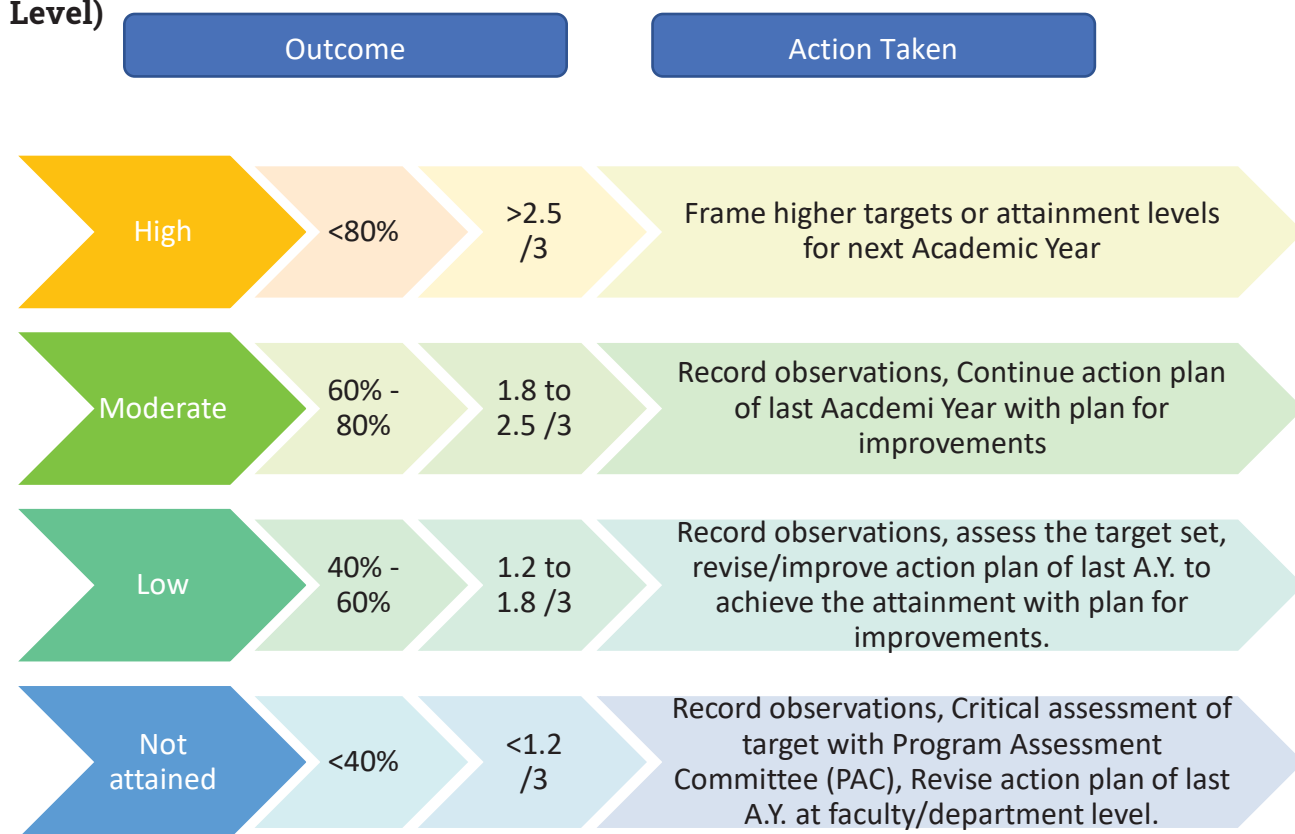 Level)
Outcome
Action Taken
High
<80%
>2.5
/3
Frame higher targets or attainment levels
for next Academic Year
Moderate
60% -
80%
1.8 to
2.5 /3
Record observations, Continue action plan
of last Aacdemi Year with plan for
improvements
Low
40% -
60%
1.2 to
1.8 /3
Record observations, assess the target set,
revise/improve action plan of last A.Y. to
achieve the attainment with plan for
improvements.
Not
attained
<40%
<1.2
/3
Record observations, Critical assessment of
target with Program Assessment
Committee (PAC), Revise action plan of last
A.Y. at faculty/department level.